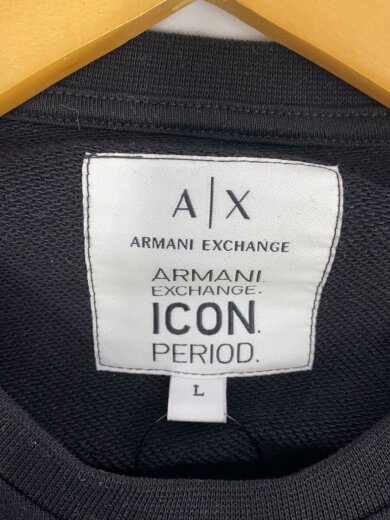 A|X
ARMANI EXCHANGE
ARMANI
EXCHANGE.
ICON.
PERIOD.
L